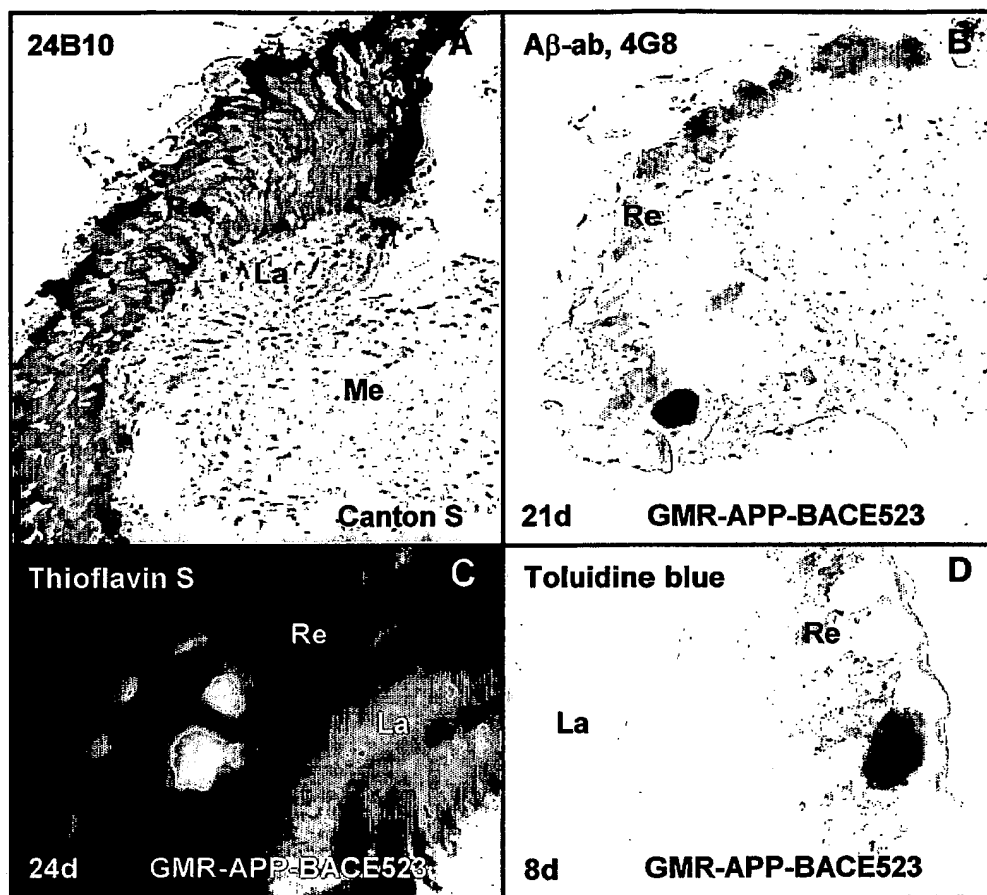 24B10
A
Re
La
Me
Canton S
Aβ-ab, 4G8
B
Re
21d GMR-APP-BACE523
Thioflavin S
C
Re
La
24d GMR-APP-BACE523
Toluidine blue
D
Re
La
8d GMR-APP-BACE523